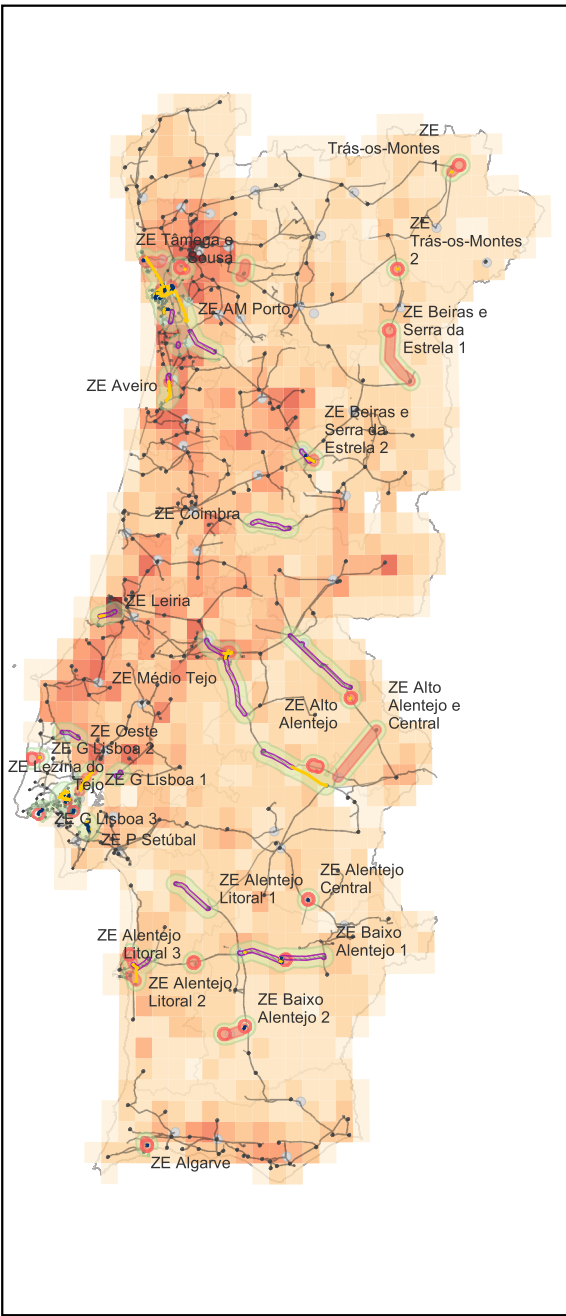 ZE
Trás-os-Montes
1
ZE
Trás-os-Montes
2
ZE Tâmega e
Sousa
ZE AM Porto
ZE Beiras e
Serra da
Estrela 1
ZE Aveiro
ZE Beiras e
Serra da
Estrela 2
ZE Coimbra
ZE Leiria
ZE Médio Tejo
ZE Alto
Alentejo
ZE Alto
Alentejo e
Central
ZE Oeste
ZE G Lisboa 2
ZE Lezíria do
Tejo
ZE G Lisboa 1
ZE G Lisboa 3
ZE P Setúbal
ZE Alentejo
Litoral 1
ZE Alentejo
Central
ZE Alentejo
Litoral 3
ZE Baixo
Alentejo 1
ZE Alentejo
Litoral 2
ZE Baixo
Alentejo 2
ZE Algarve